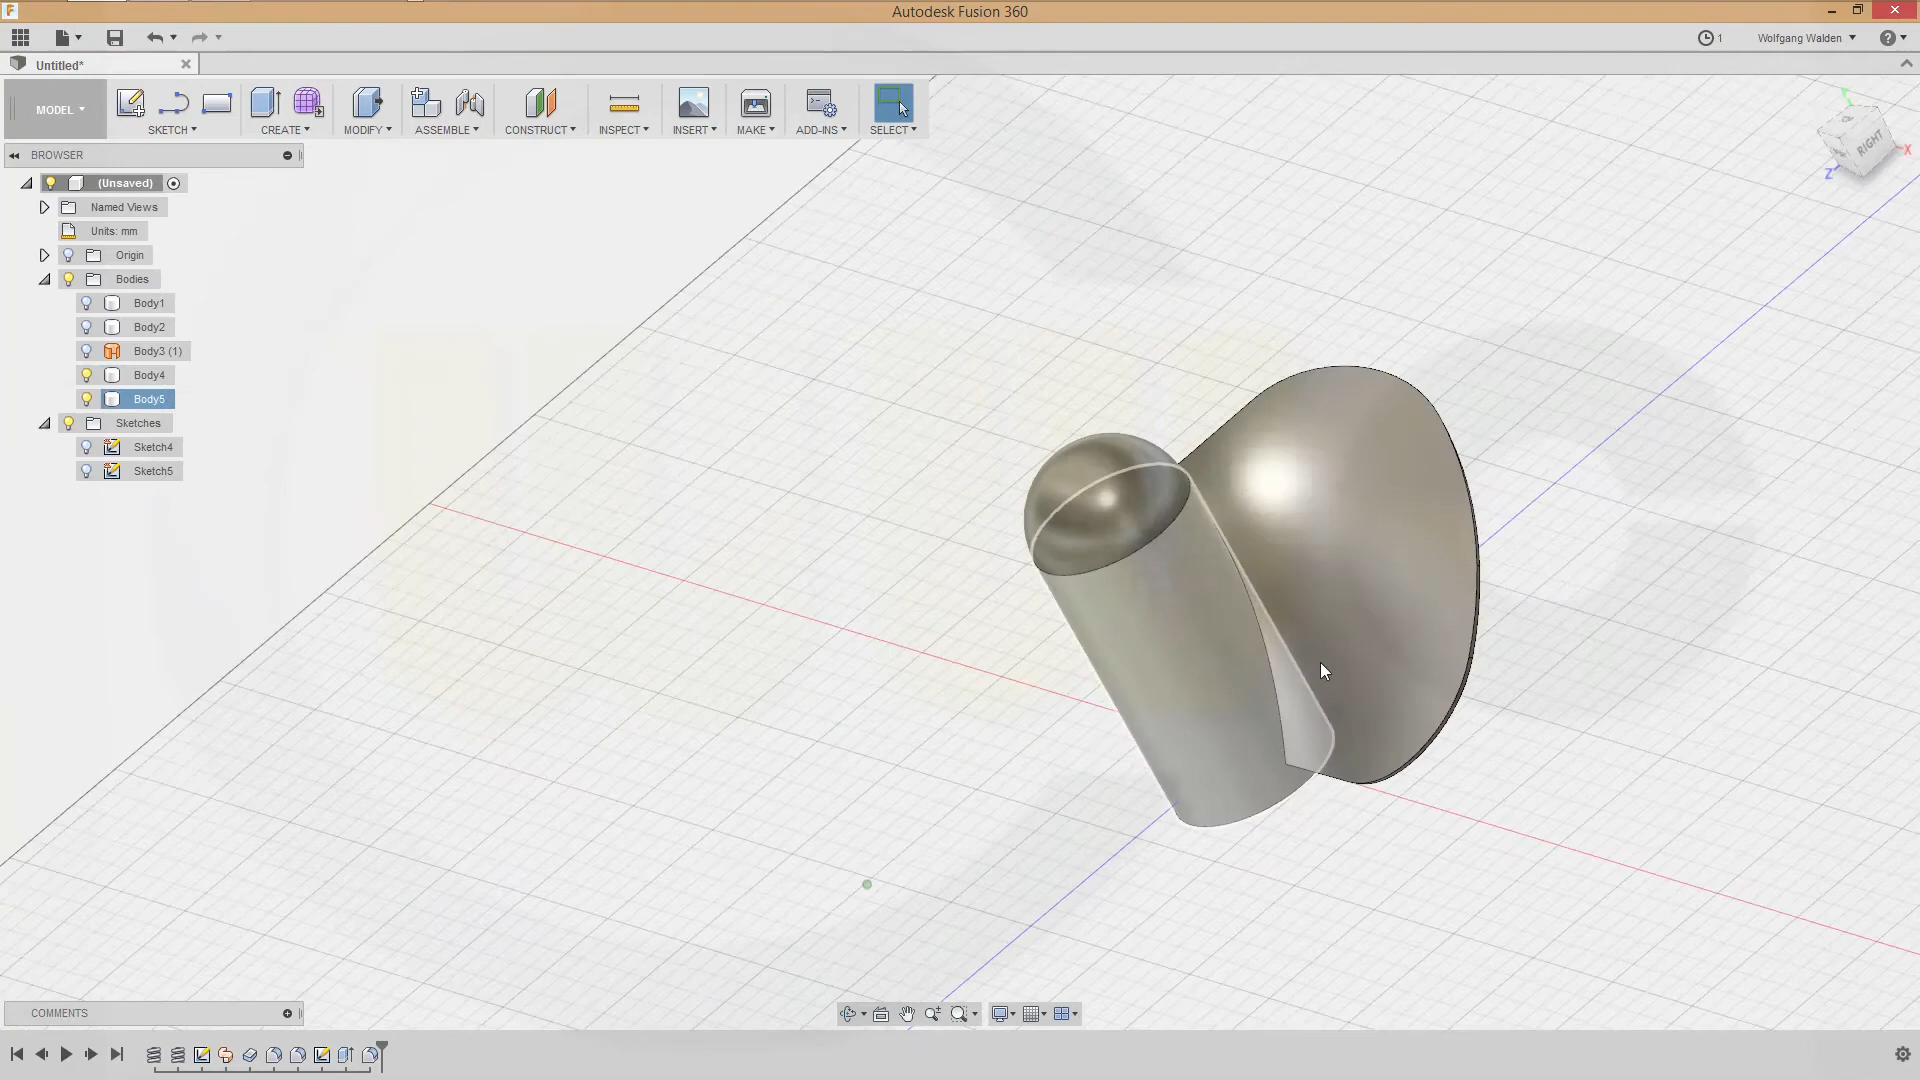 Autodesk Fusion 360
1
Wolfgang Walden
Untitled*
MODEL
SKETCH
CREATE
MODIFY
ASSEMBLE
CONSTRUCT
INSPECT
INSERT
MAKE
ADD-INS
SELECT
RIGHT
X
Z
BROWSER
(Unsaved)
Named Views
Units: mm
Origin
Bodies
Body1
Body2
Body3 (1)
Body4
Body5
Sketches
Sketch4
Sketch5
COMMENTS